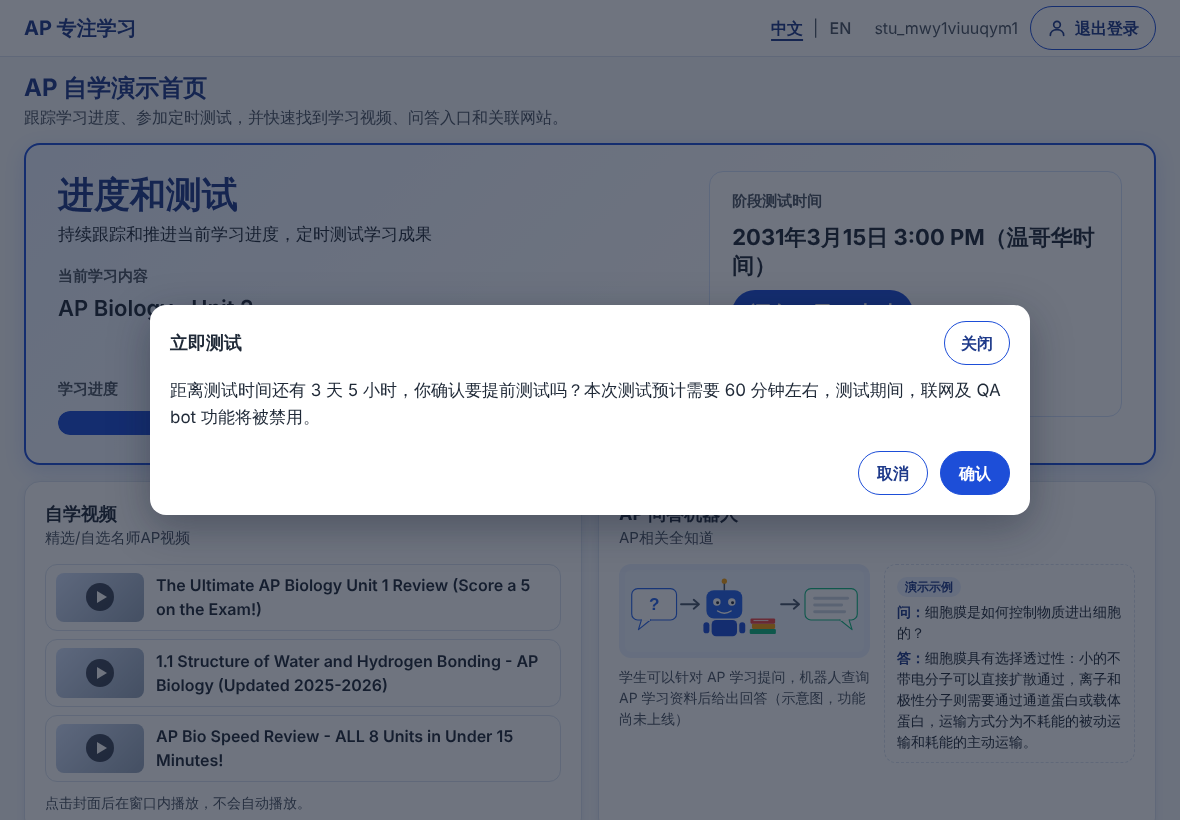 AP 专注学习
中文 | EN stu_mwy1viuuqym1 退出登录
AP 自学演示首页
跟踪学习进度、参加定时测试，并快速找到学习视频、问答入口和关联网站。
进度和测试
持续跟踪和推进当前学习进度，定时测试学习成果
当前学习内容
AP Biology
学习进度
阶段测试时间
2031年3月15日 3:00 PM（温哥华时
间）
立即测试
关闭
距离测试时间还有 3 天 5 小时，你确认要提前测试吗？本次测试预计需要 60 分钟左右，测试期间，联网及 QA
bot 功能将被禁用。
取消 确认
自学视频
精选/自选名师AP视频
The Ultimate AP Biology Unit 1 Review (Score a 5
on the Exam!)
1.1 Structure of Water and Hydrogen Bonding - AP
Biology (Updated 2025-2026)
AP Bio Speed Review - ALL 8 Units in Under 15
Minutes!
点击封面后在窗口内播放，不会自动播放。
AP 问答机器人
AP相关全知道
?
学生可以针对 AP 学习提问，机器人查询
AP 学习资料后给出回答（示意图，功能
尚未上线）
演示示例
问：细胞膜是如何控制物质进出细胞
的？
答：细胞膜具有选择透过性：小的不
带电分子可以直接扩散通过，离子和
极性分子则需要通过通道蛋白或载体
蛋白，运输方式分为不耗能的被动运
输和耗能的主动运输。